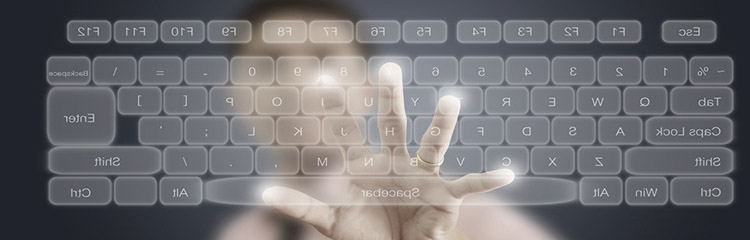 Esc F1 F2 F3 F4 F5 F6 F7 F8 F9 F10 F11 F12
~ % 1 2 3 4 5 6 7 8 9 0 - = \ Backspace
Tab Q W E R Y U I O P [ ]
Caps Lock A S D F G H J K L ; ' Enter
Shift Z X C V B N M , . / Shift
Ctrl Win Alt Spacebar Alt Ctrl